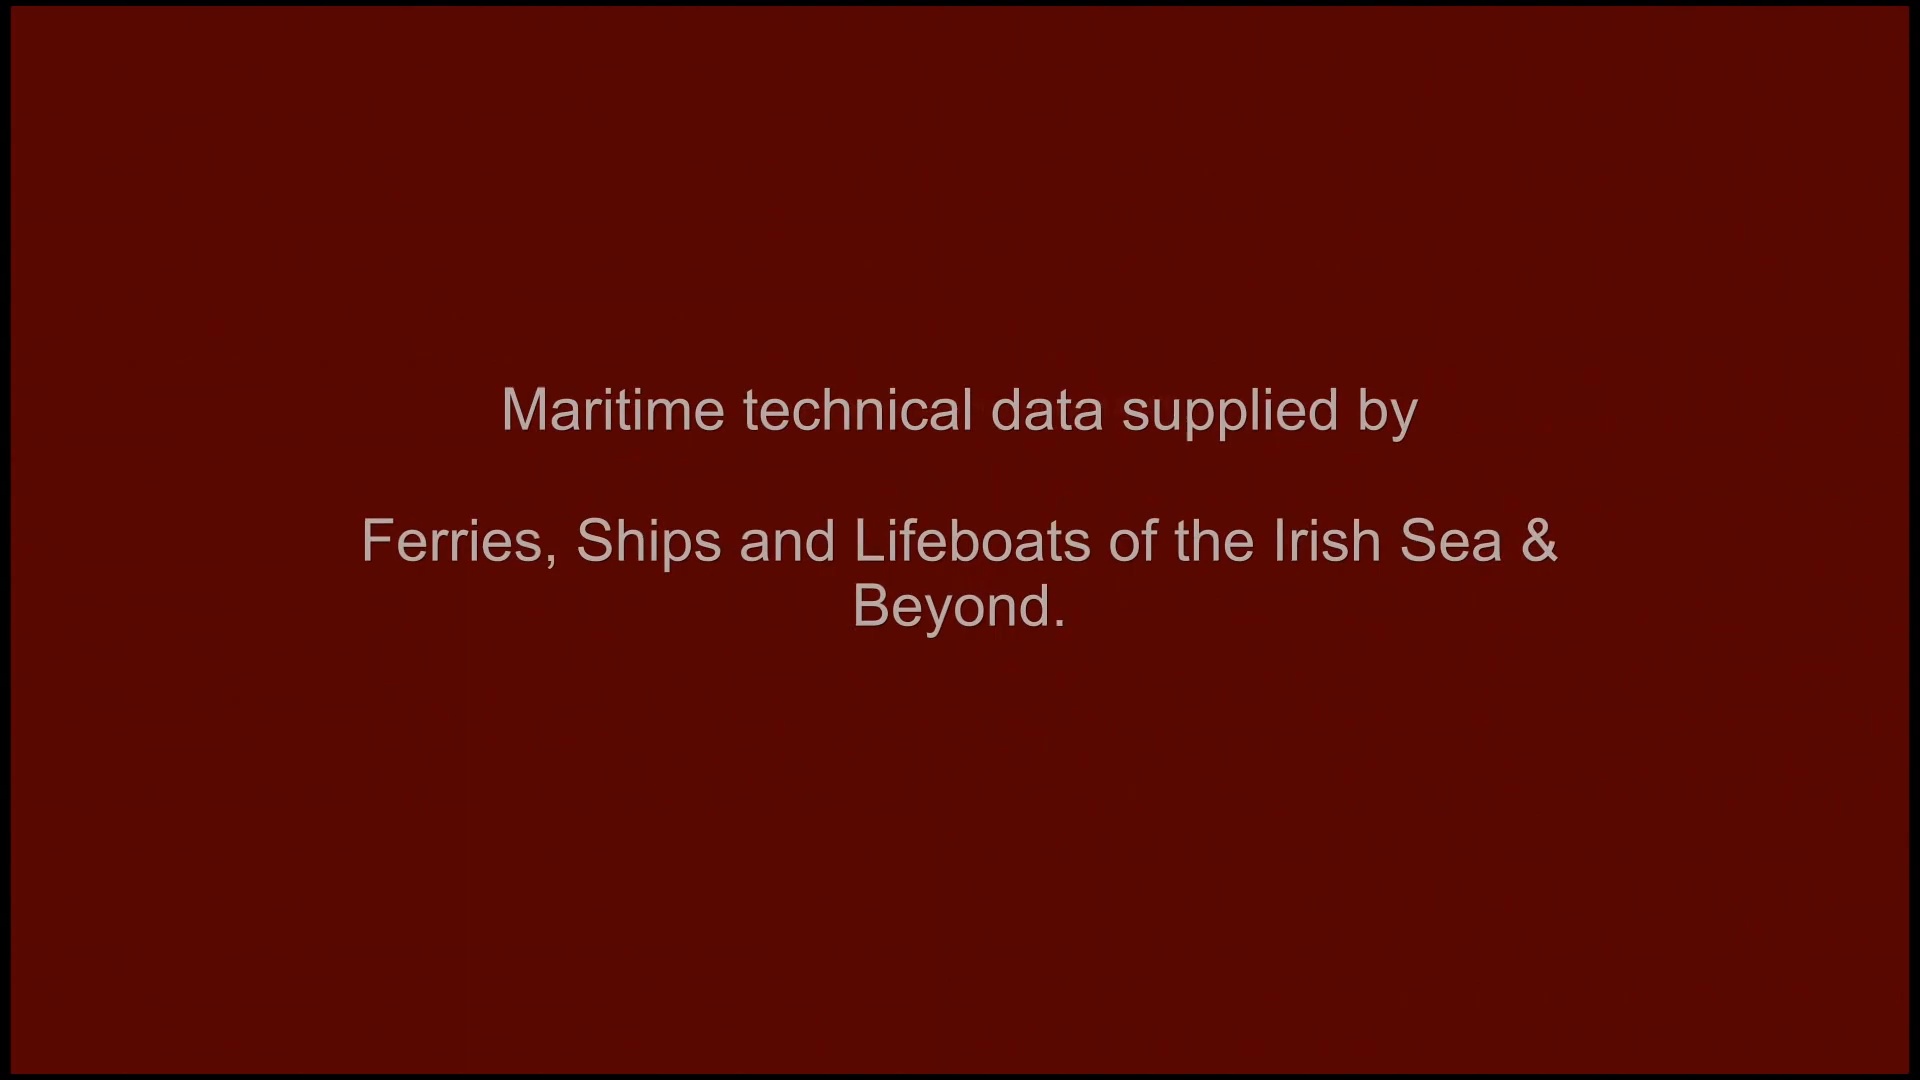 Maritime technical data supplied by
Ferries, Ships and Lifeboats of the Irish Sea &
Beyond.